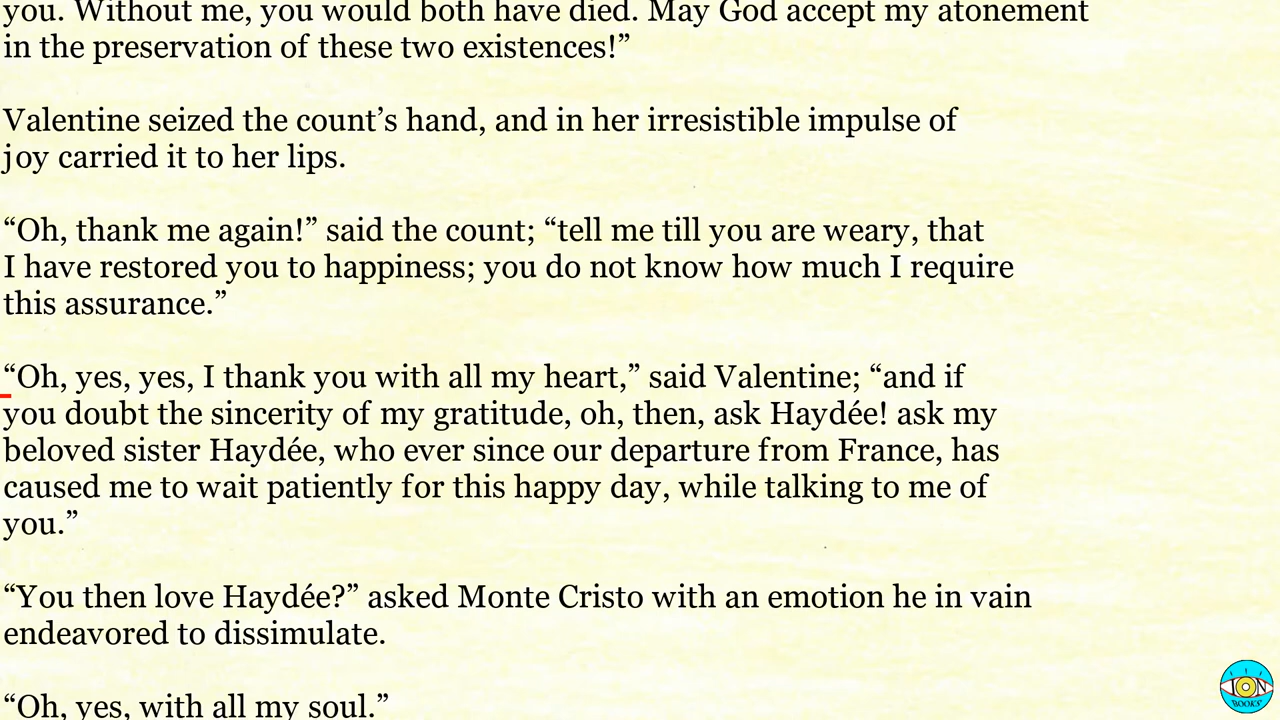 you. Without me, you would both have died. May God accept my atonement
in the preservation of these two existences!”
Valentine seized the count’s hand, and in her irresistible impulse of
joy carried it to her lips.
“Oh, thank me again!” said the count; “tell me till you are weary, that
I have restored you to happiness; you do not know how much I require
this assurance.”
“Oh, yes, yes, I thank you with all my heart,” said Valentine; “and if
you doubt the sincerity of my gratitude, oh, then, ask Haydée! ask my
beloved sister Haydée, who ever since our departure from France, has
caused me to wait patiently for this happy day, while talking to me of
you.”
“You then love Haydée?” asked Monte Cristo with an emotion he in vain
endeavored to dissimulate.
“Oh, yes, with all my soul.”
ION
BOOKS